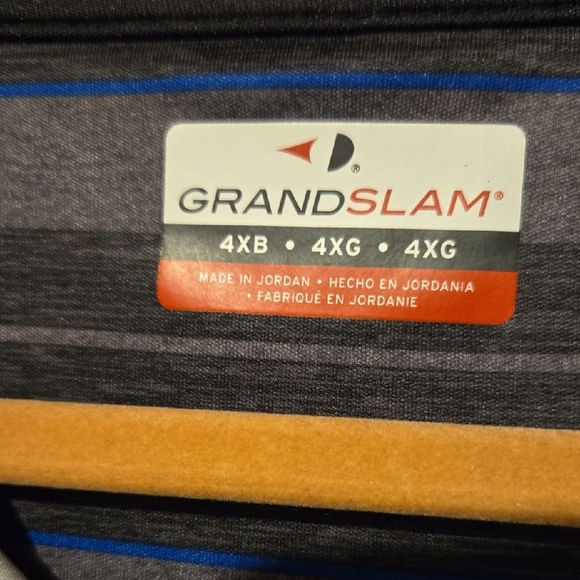 ®
GRANDSLAM®
4XB • 4XG • 4XG
MADE IN JORDAN • HECHO EN JORDANIA
• FABRIQUÉ EN JORDANIE